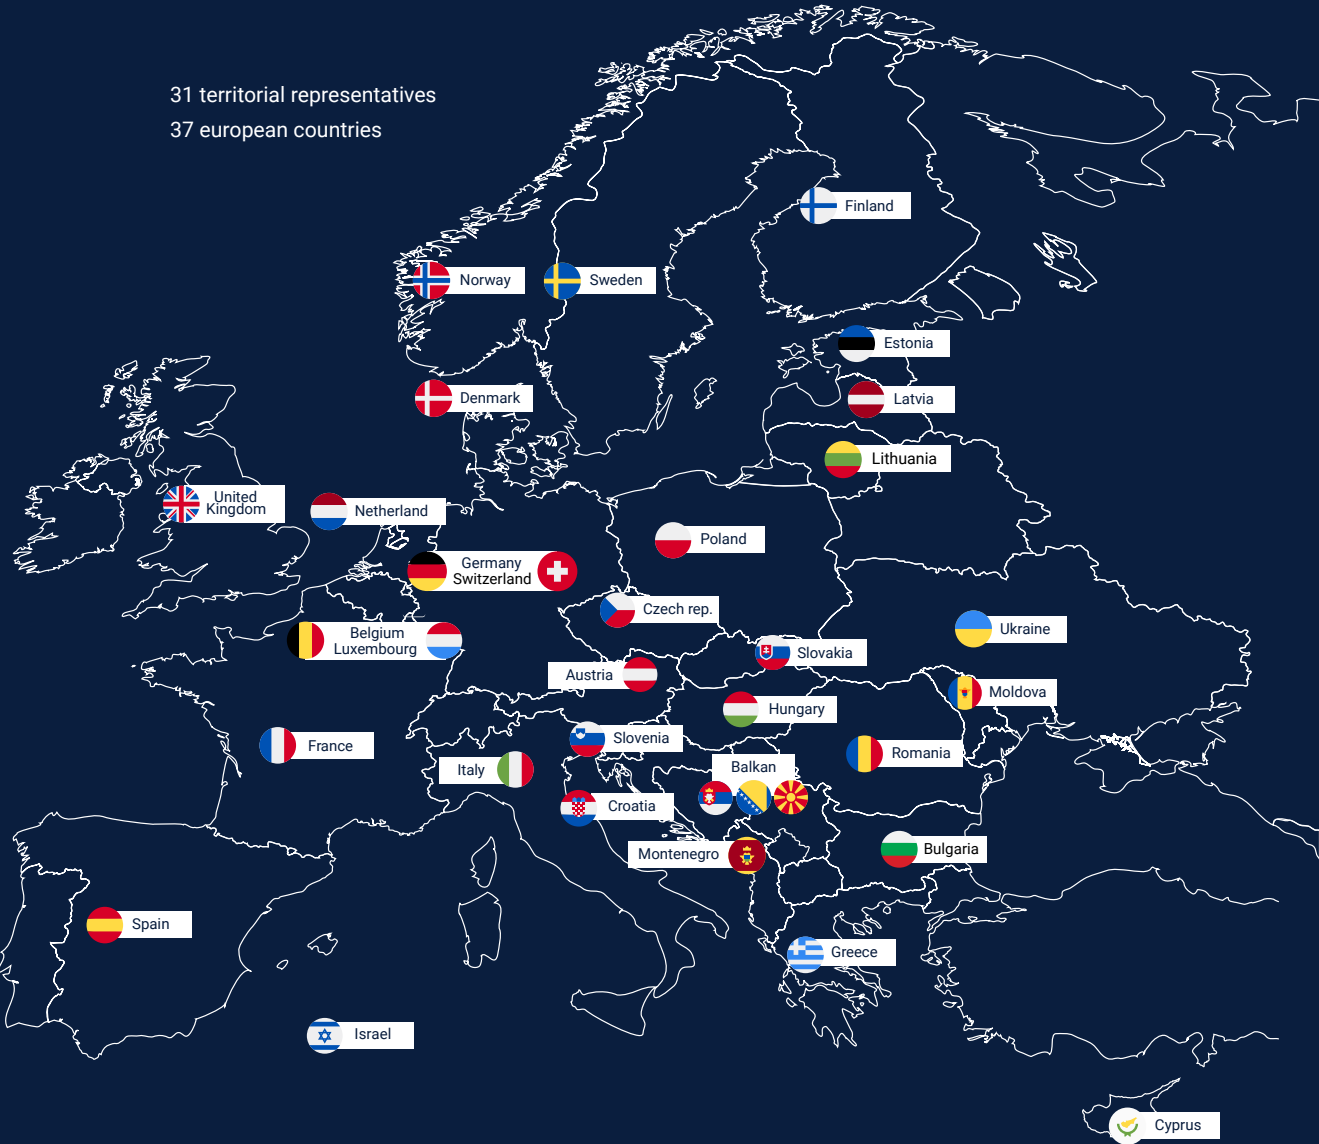 31 territorial representatives
37 european countries
Finland
Norway
Sweden
Estonia
Denmark
Latvia
Lithuania
United
Kingdom
Netherland
Poland
Germany
Switzerland
Czech rep.
Ukraine
Belgium
Luxembourg
Slovakia
Austria
Moldova
Hungary
France
Slovenia
Romania
Italy
Balkan
Croatia
Montenegro
Bulgaria
Spain
Greece
Israel
Cyprus